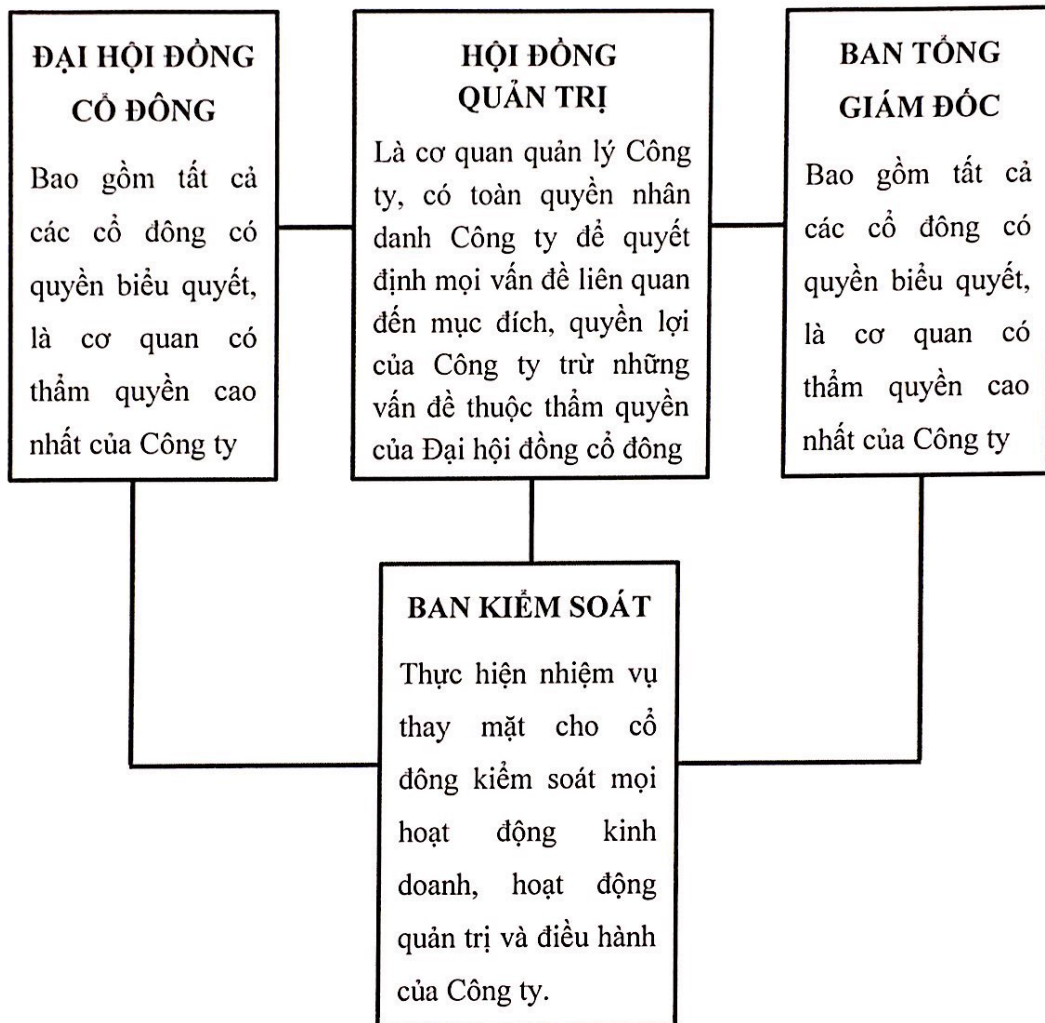 ĐẠI HỘI ĐỒNG
CỔ ĐÔNG
Bao gồm tất cả
các cổ đông có
quyền biểu quyết,
là cơ quan có
thẩm quyền cao
nhất của Công ty
HỘI ĐỒNG
QUẢN TRỊ
Là cơ quan quản lý Công
ty, có toàn quyền nhân
danh Công ty để quyết
định mọi vấn đề liên quan
đến mục đích, quyền lợi
của Công ty trừ những
vấn đề thuộc thẩm quyền
của Đại hội đồng cổ đông
BAN TỔNG
GIÁM ĐỐC
Bao gồm tất cả
các cổ đông có
quyền biểu quyết,
là cơ quan có
thẩm quyền cao
nhất của Công ty
BAN KIỂM SOÁT
Thực hiện nhiệm vụ
thay mặt cho cổ
đông kiểm soát mọi
hoạt động kinh
doanh, hoạt động
quản trị và điều hành
của Công ty.